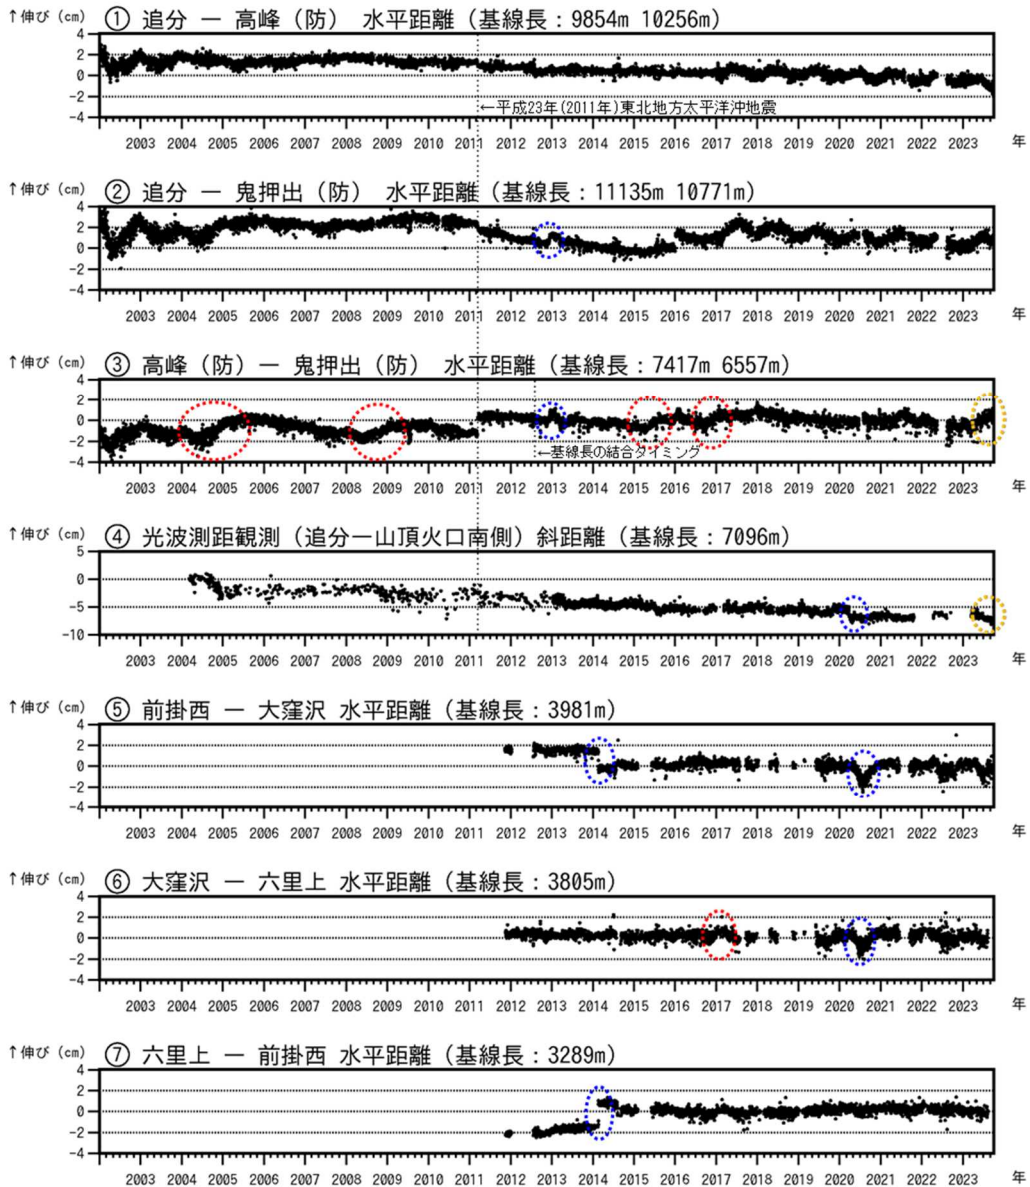 ↑伸び (cm) ① 追分 ― 高峰（防） 水平距離（基線長：9854m 10256m）
4
2
0
-2
-4
←平成23年(2011年)東北地方太平洋沖地震
2003 2004 2005 2006 2007 2008 2009 2010 2011 2012 2013 2014 2015 2016 2017 2018 2019 2020 2021 2022 2023 年
↑伸び (cm) ② 追分 ― 鬼押出（防） 水平距離（基線長：11135m 10771m）
4
2
0
-2
-4
2003 2004 2005 2006 2007 2008 2009 2010 2011 2012 2013 2014 2015 2016 2017 2018 2019 2020 2021 2022 2023 年
↑伸び (cm) ③ 高峰（防）― 鬼押出（防） 水平距離（基線長：7417m 6557m）
4
2
0
-2
-4
←基線長の結合タイミング
2003 2004 2005 2006 2007 2008 2009 2010 2011 2012 2013 2014 2015 2016 2017 2018 2019 2020 2021 2022 2023 年
↑伸び (cm) ④ 光波測距観測（追分―山頂火口南側）斜距離（基線長：7096m）
5
0
-5
-10
2003 2004 2005 2006 2007 2008 2009 2010 2011 2012 2013 2014 2015 2016 2017 2018 2019 2020 2021 2022 2023 年
↑伸び (cm) ⑤ 前掛西 ― 大窪沢 水平距離（基線長：3981m）
4
2
0
-2
-4
2003 2004 2005 2006 2007 2008 2009 2010 2011 2012 2013 2014 2015 2016 2017 2018 2019 2020 2021 2022 2023 年
↑伸び (cm) ⑥ 大窪沢 ― 六里上 水平距離（基線長：3805m）
4
2
0
-2
-4
2003 2004 2005 2006 2007 2008 2009 2010 2011 2012 2013 2014 2015 2016 2017 2018 2019 2020 2021 2022 2023 年
↑伸び (cm) ⑦ 六里上 ― 前掛西 水平距離（基線長：3289m）
4
2
0
-2
-4
2003 2004 2005 2006 2007 2008 2009 2010 2011 2012 2013 2014 2015 2016 2017 2018 2019 2020 2021 2022 2023 年